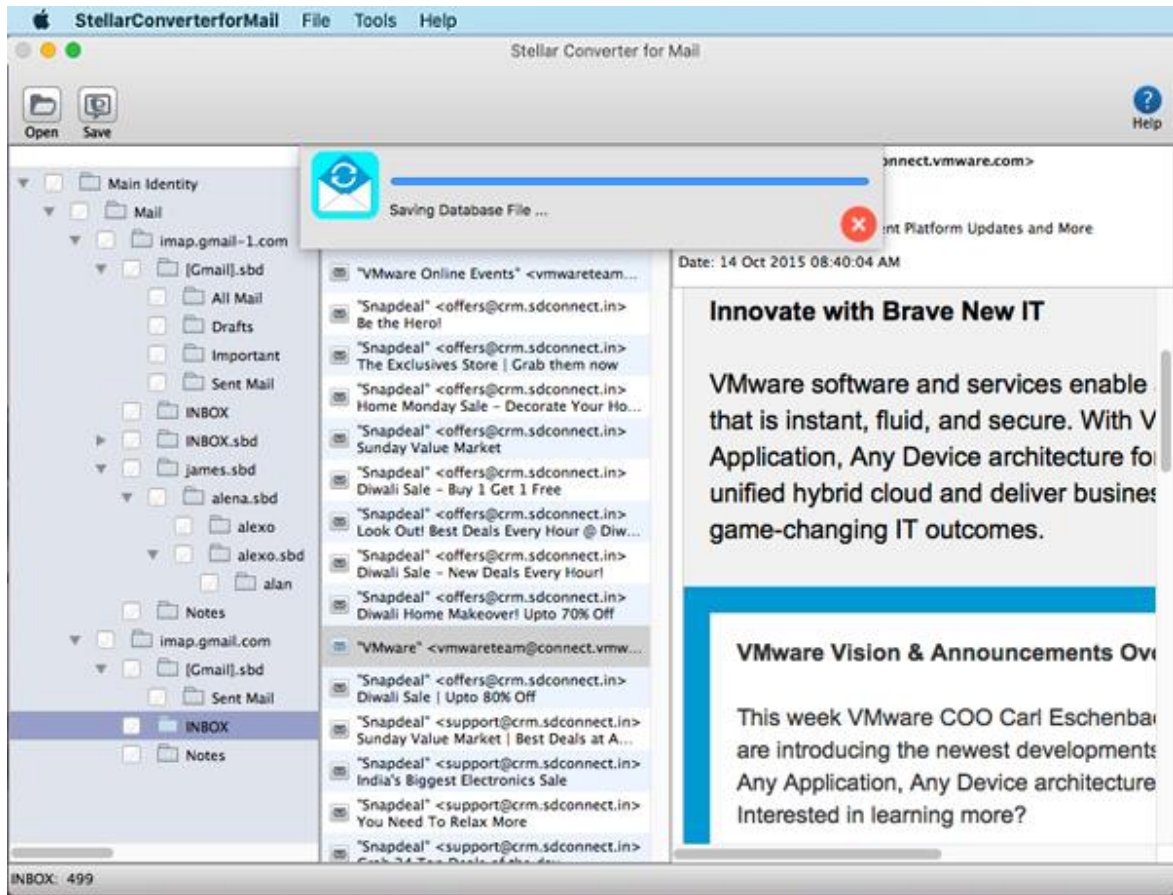 StellarConverterforMail File Tools Help
Stellar Converter for Mail
Open Save
Help
Saving Database File ...
Main Identity
Mail
imap.gmail-1.com
[Gmail].sbd
All Mail
Drafts
Important
Sent Mail
INBOX
INBOX.sbd
james.sbd
alena.sbd
alexo
alexo.sbd
alan
Notes
imap.gmail.com
[Gmail].sbd
Sent Mail
INBOX
Notes
"VMware Online Events" <vmwareteam...
"Snapdeal" <offers@crm.sdconnect.in>
Be the Hero!
"Snapdeal" <offers@crm.sdconnect.in>
The Exclusives Store | Grab them now
"Snapdeal" <offers@crm.sdconnect.in>
Home Monday Sale – Decorate Your Ho...
"Snapdeal" <offers@crm.sdconnect.in>
Sunday Value Market
"Snapdeal" <offers@crm.sdconnect.in>
Diwali Sale – Buy 1 Get 1 Free
"Snapdeal" <offers@crm.sdconnect.in>
Look Out! Best Deals Every Hour @ Diw...
"Snapdeal" <offers@crm.sdconnect.in>
Diwali Sale – New Deals Every Hour!
"Snapdeal" <offers@crm.sdconnect.in>
Diwali Home Makeover! Upto 70% Off
"VMware" <vmwareteam@connect.vmw...
"Snapdeal" <offers@crm.sdconnect.in>
Diwali Sale | Upto 80% Off
"Snapdeal" <support@crm.sdconnect.in>
Sunday Value Market | Best Deals at A...
"Snapdeal" <support@crm.sdconnect.in>
India's Biggest Electronics Sale
"Snapdeal" <support@crm.sdconnect.in>
You Need To Relax More
"Snapdeal" <support@crm.sdconnect.in>
nnect.vmware.com>
nt Platform Updates and More
Date: 14 Oct 2015 08:40:04 AM
Innovate with Brave New IT
VMware software and services enable
that is instant, fluid, and secure. With V
Application, Any Device architecture for
unified hybrid cloud and deliver busines
game-changing IT outcomes.
VMware Vision & Announcements Ove
This week VMware COO Carl Eschenba
are introducing the newest developments
Any Application, Any Device architecture
Interested in learning more?
INBOX: 499